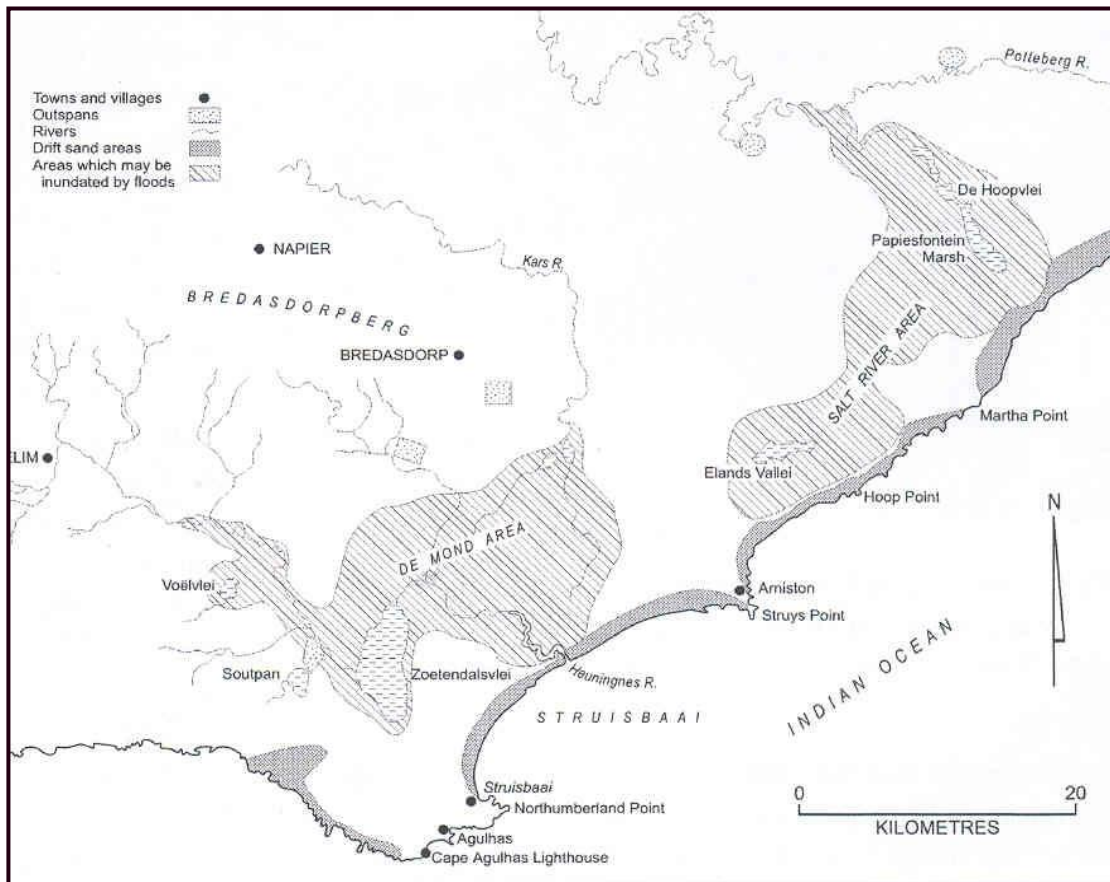 Potteberg R.
Towns and villages
Outspans
Rivers
Drift sand areas
Areas which may be
inundated by floods
De Hoopvlei
NAPIER
Papiesfontein
Marsh
Kars R.
BREDASDORPBERG
BREDASDORP
SALT RIVER AREA
Martha Point
ELIM
Elands Vallei
Hoop Point
N
DE MOND AREA
Voëlvlei
Arniston
Struys Point
Soutpan
Zoetendalsvlei
Heuningnes R.
STRUISBAAI
INDIAN OCEAN
Struisbaai
Northumberland Point
0 20
KILOMETRES
Agulhas
Cape Agulhas Lighthouse